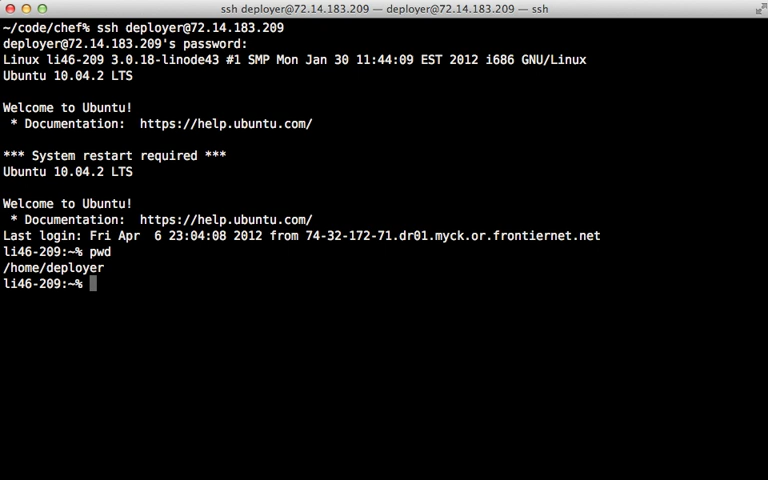 ssh deployer@72.14.183.209 — deployer@72.14.183.209 — ssh
~/code/chef% ssh deployer@72.14.183.209
deployer@72.14.183.209's password:
Linux li46-209 3.0.18-linode43 #1 SMP Mon Jan 30 11:44:09 EST 2012 i686 GNU/Linux
Ubuntu 10.04.2 LTS
Welcome to Ubuntu!
* Documentation:  https://help.ubuntu.com/
*** System restart required ***
Ubuntu 10.04.2 LTS
Welcome to Ubuntu!
* Documentation:  https://help.ubuntu.com/
Last login: Fri Apr  6 23:04:08 2012 from 74-32-172-71.dr01.myck.or.frontiernet.net
li46-209:~% pwd
/home/deployer
li46-209:~%